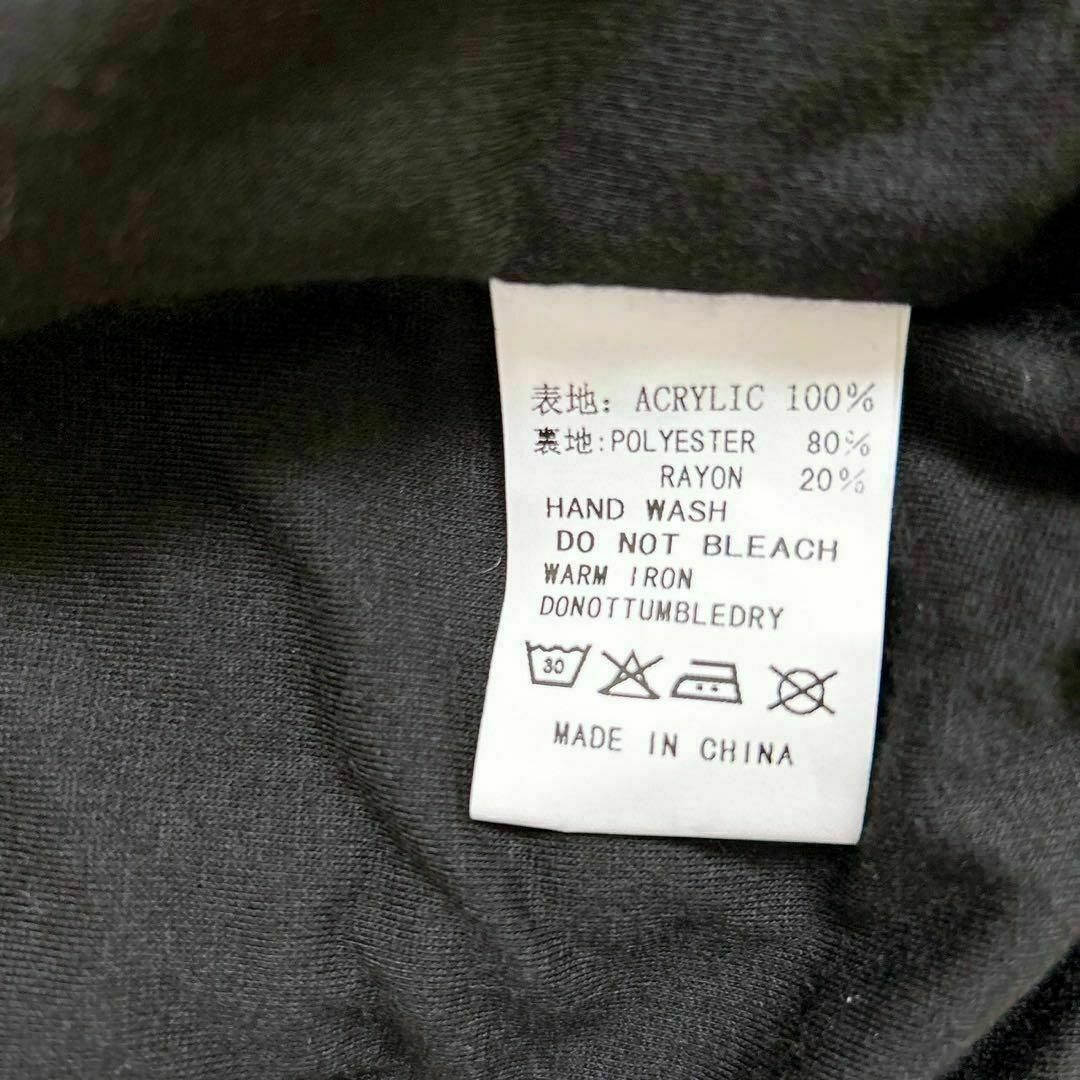 表地: ACRYLIC 100%
裏地:POLYESTER 80%
RAYON 20%
HAND WASH
DO NOT BLEACH
WARM IRON
DONOTTUMBLEDRY
30
MADE IN CHINA